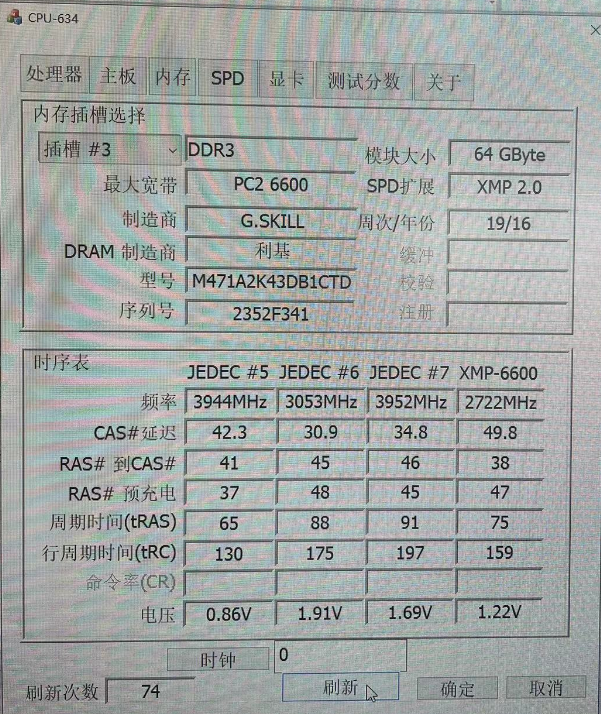 CPU-634
处理器 主板 内存 SPD 显卡 测试分数 关于
内存插槽选择
插槽 #3 DDR3 模块大小 64 GByte
最大宽带 PC2 6600 SPD扩展 XMP 2.0
制造商 G.SKILL 周次/年份 19/16
DRAM 制造商 利基 缓冲
型号 M471A2K43DB1CTD 校验
序列号 2352F341 注册
时序表
JEDEC #5 JEDEC #6 JEDEC #7 XMP-6600
频率 3944MHz 3053MHz 3952MHz 2722MHz
CAS#延迟 42.3 30.9 34.8 49.8
RAS# 到CAS# 41 45 46 38
RAS# 预充电 37 48 45 47
周期时间(tRAS) 65 88 91 75
行周期时间(tRC) 130 175 197 159
命令率(CR)
电压 0.86V 1.91V 1.69V 1.22V
时钟 0
刷新次数 74 刷新 确定 取消